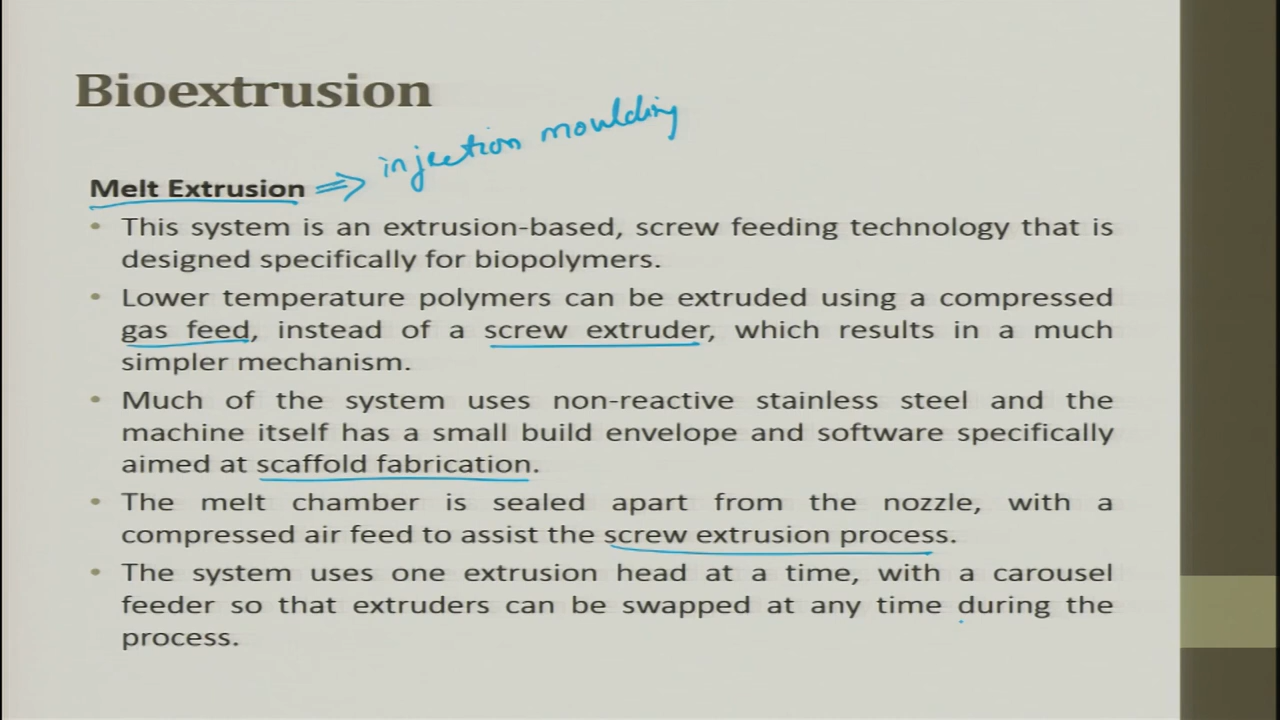 Bioextrusion
Melt Extrusion ⇒ injection moulding
• This system is an extrusion-based, screw feeding technology that is
designed specifically for biopolymers.
• Lower temperature polymers can be extruded using a compressed
gas feed, instead of a screw extruder, which results in a much
simpler mechanism.
• Much of the system uses non-reactive stainless steel and the
machine itself has a small build envelope and software specifically
aimed at scaffold fabrication.
• The melt chamber is sealed apart from the nozzle, with a
compressed air feed to assist the screw extrusion process.
• The system uses one extrusion head at a time, with a carousel
feeder so that extruders can be swapped at any time during the
process.